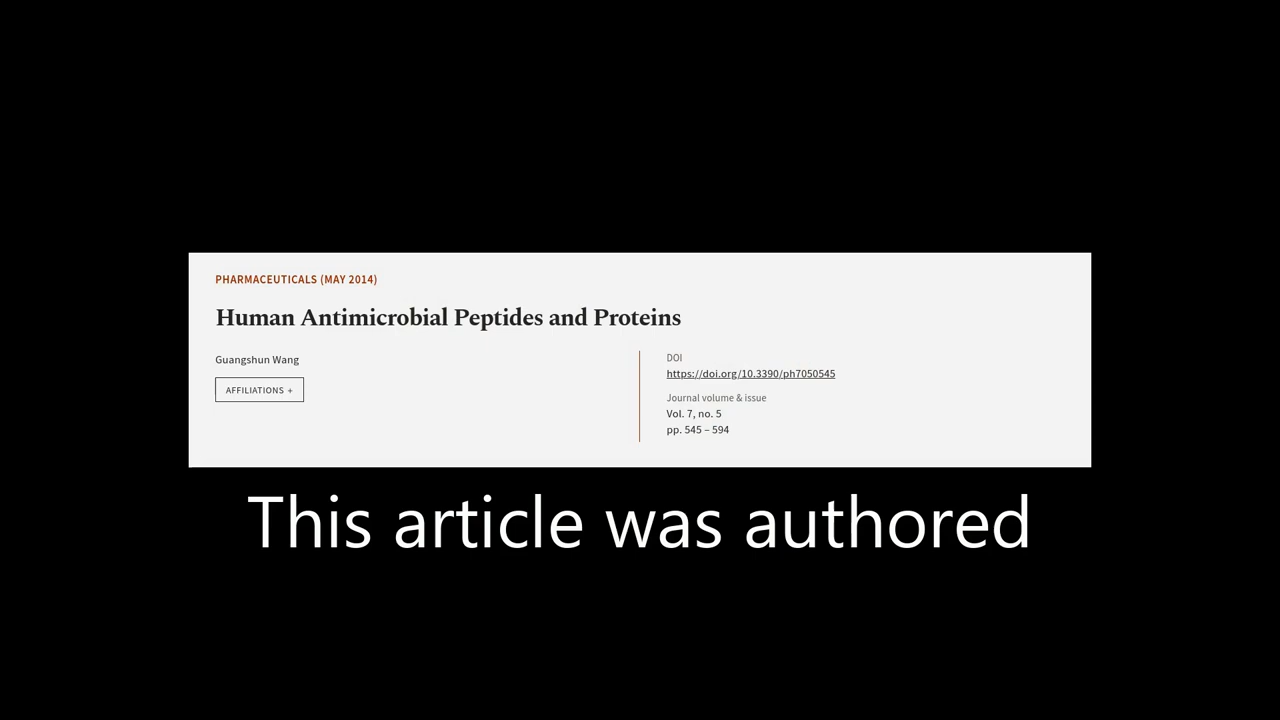 PHARMACEUTICALS (MAY 2014)
Human Antimicrobial Peptides and Proteins
Guangshun Wang
AFFILIATIONS +
DOI
https://doi.org/10.3390/ph7050545
Journal volume & issue
Vol. 7, no. 5
pp. 545 – 594
This article was authored